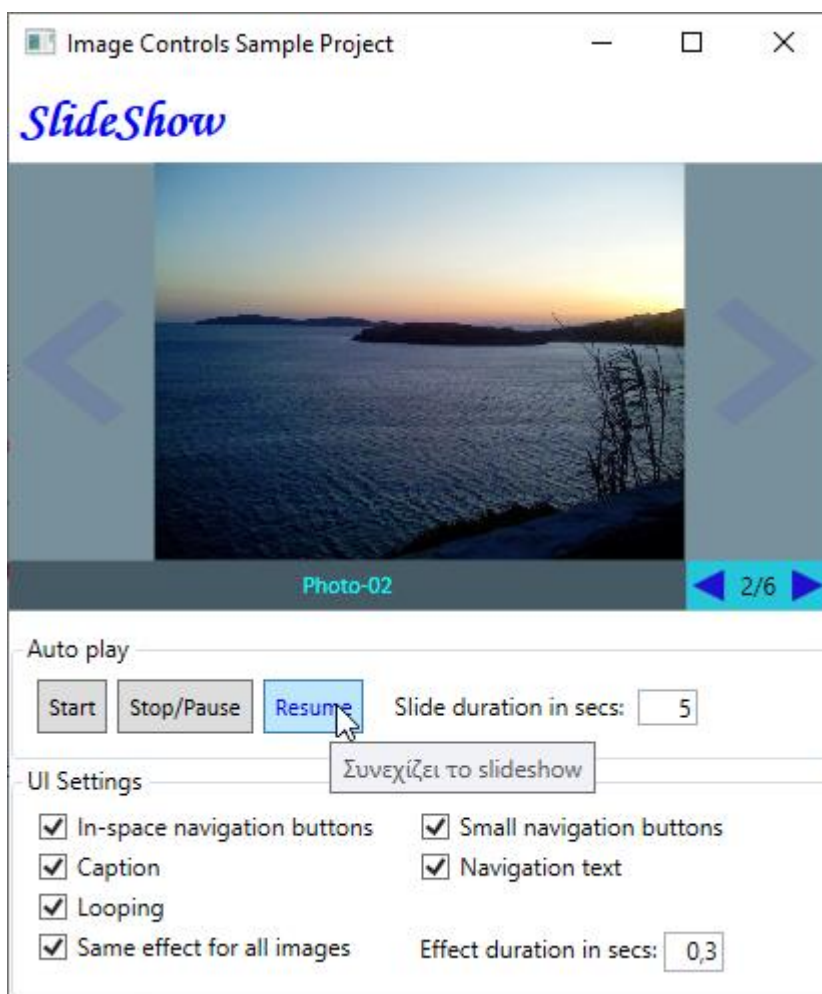 Image Controls Sample Project
SlideShow
Photo-02
2/6
Auto play
Start Stop/Pause Resume Slide duration in secs: 5
Συνεχίζει το slideshow
UI Settings
In-space navigation buttons Small navigation buttons
Caption Navigation text
Looping
Same effect for all images Effect duration in secs: 0,3